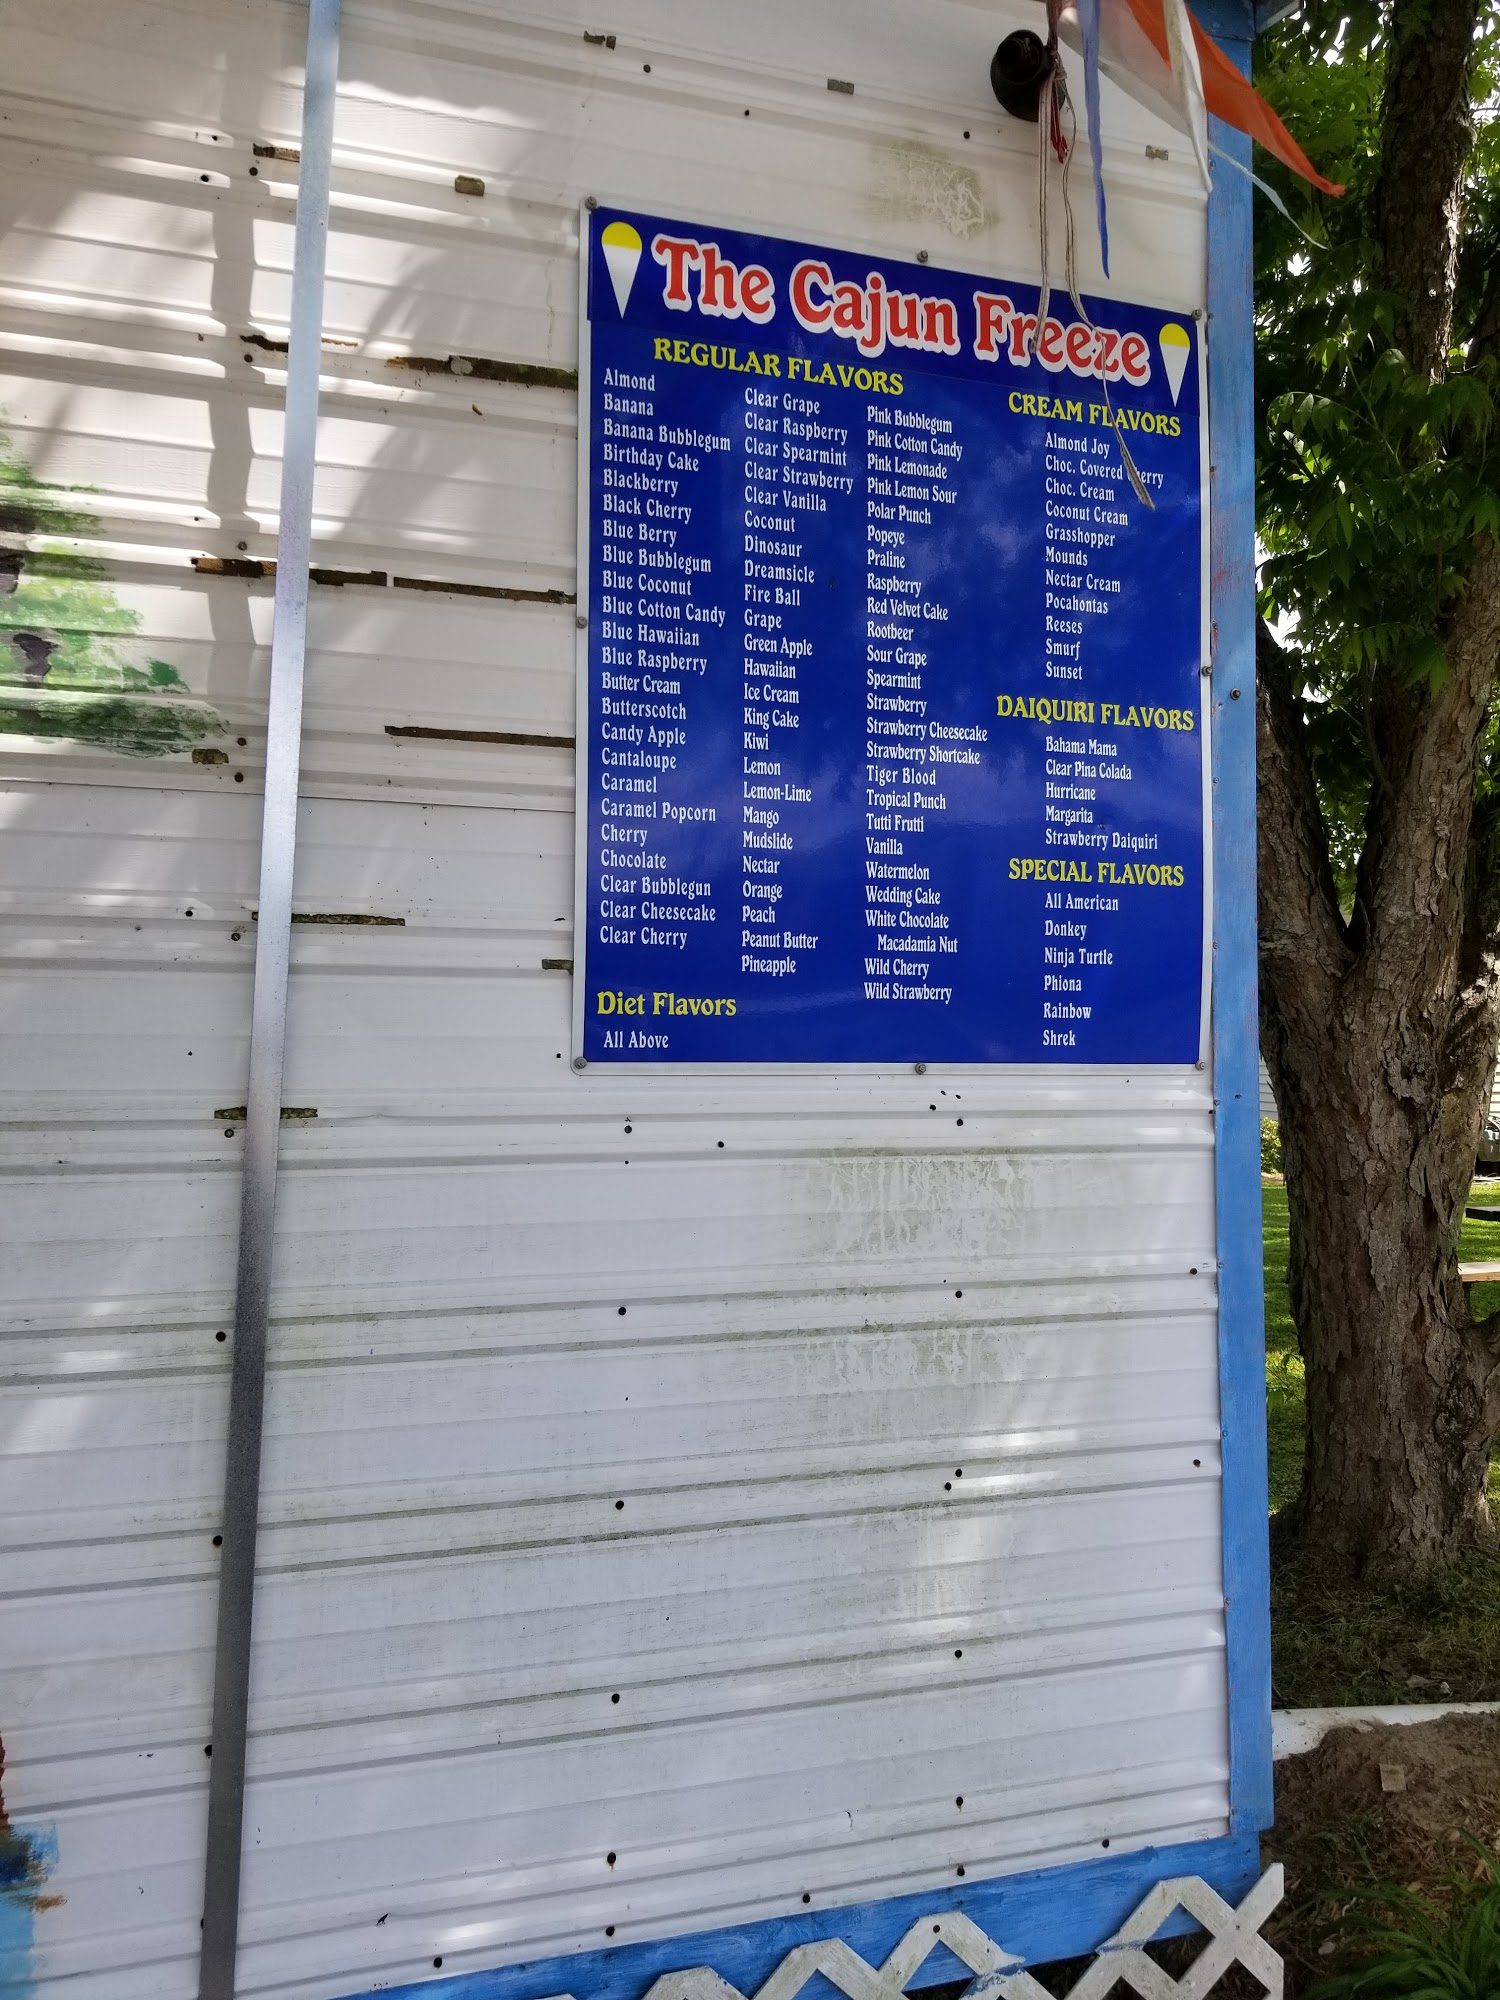 The Cajun Freeze
REGULAR FLAVORS
Almond
Banana
Banana Bubblegum
Birthday Cake
Blackberry
Black Cherry
Blue Berry
Blue Bubblegum
Blue Coconut
Blue Cotton Candy
Blue Hawaiian
Blue Raspberry
Butter Cream
Butterscotch
Candy Apple
Cantaloupe
Caramel
Caramel Popcorn
Cherry
Chocolate
Clear Bubblegun
Clear Cheesecake
Clear Cherry
Clear Grape
Clear Raspberry
Clear Spearmint
Clear Strawberry
Clear Vanilla
Coconut
Dinosaur
Dreamsicle
Fire Ball
Grape
Green Apple
Hawaiian
Ice Cream
King Cake
Kiwi
Lemon
Lemon-Lime
Mango
Mudslide
Nectar
Orange
Peach
Peanut Butter
Pineapple
Pink Bubblegum
Pink Cotton Candy
Pink Lemonade
Pink Lemon Sour
Polar Punch
Popeye
Praline
Raspberry
Red Velvet Cake
Rootbeer
Sour Grape
Spearmint
Strawberry
Strawberry Cheesecake
Strawberry Shortcake
Tiger Blood
Tropical Punch
Tutti Frutti
Vanilla
Watermelon
Wedding Cake
White Chocolate
Macadamia Nut
Wild Cherry
Wild Strawberry
CREAM FLAVORS
Almond Joy
Choc. Covered Cherry
Choc. Cream
Coconut Cream
Grasshopper
Mounds
Nectar Cream
Pocahontas
Reeses
Smurf
Sunset
DAIQUIRI FLAVORS
Bahama Mama
Clear Pina Colada
Hurricane
Margarita
Strawberry Daiquiri
SPECIAL FLAVORS
All American
Donkey
Ninja Turtle
Phiona
Rainbow
Shrek
Diet Flavors
All Above